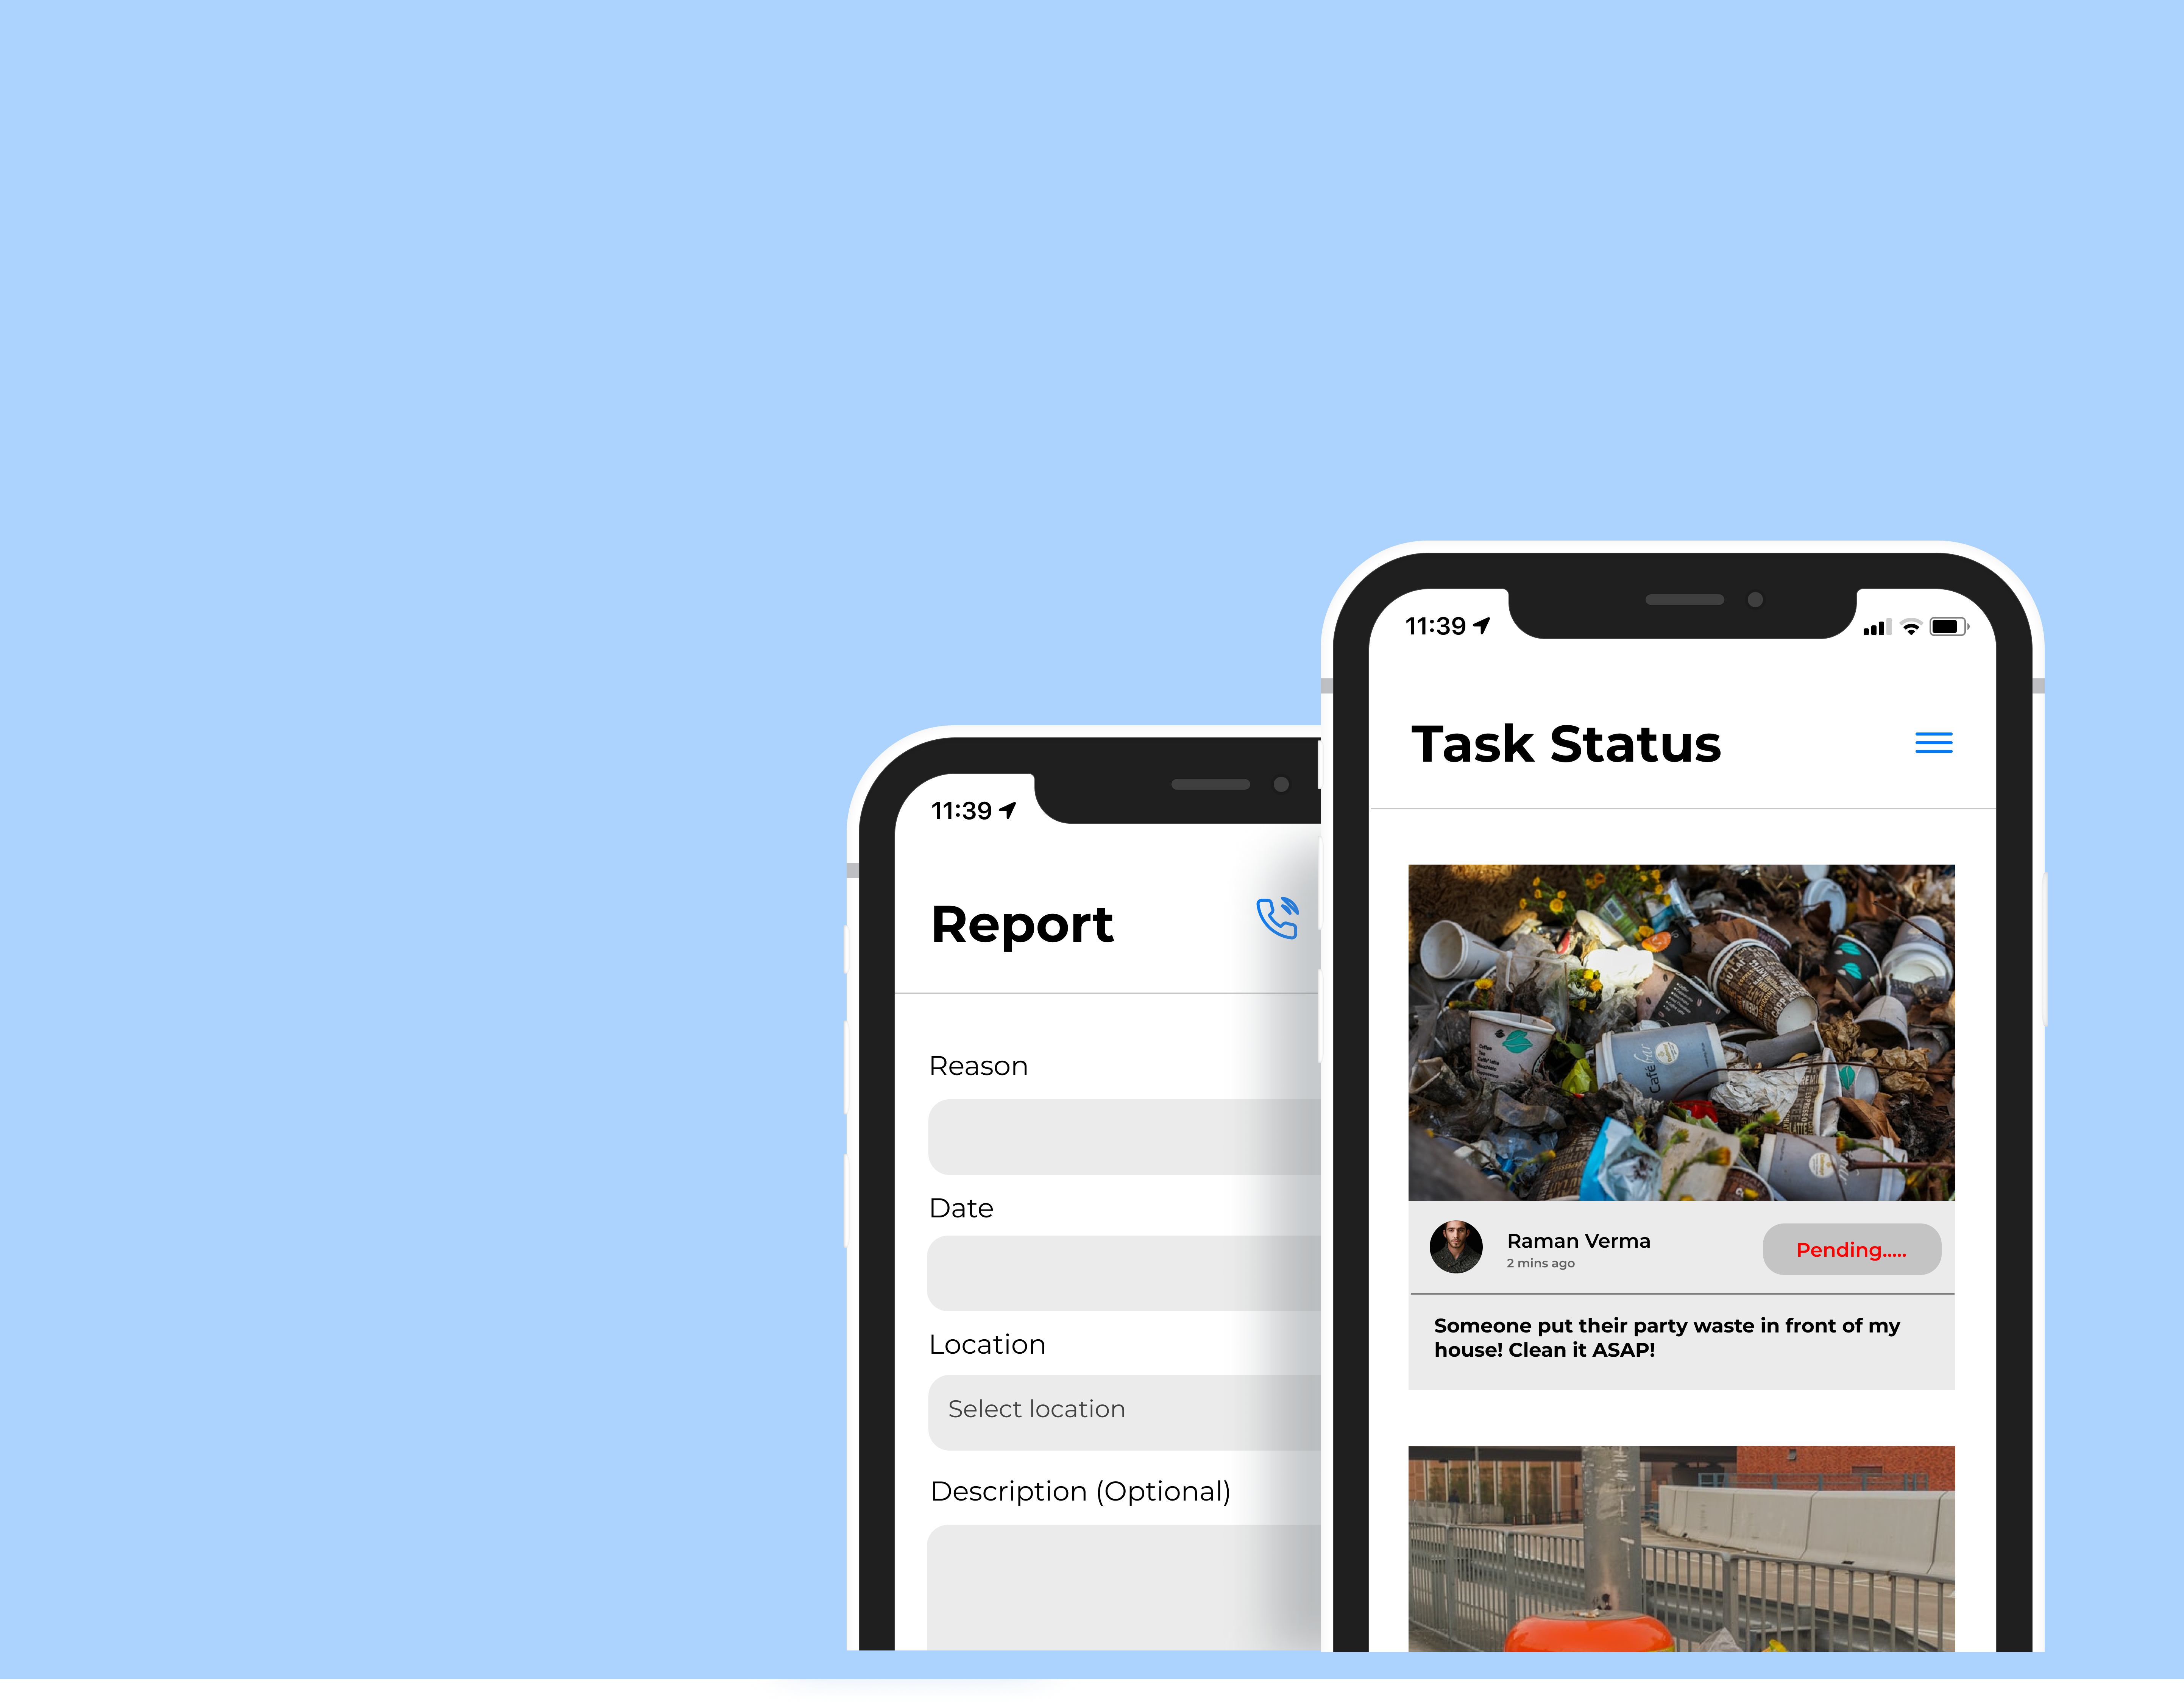 11:39
Report
Reason
Date
Location
Select location
Description (Optional)
11:39
Task Status
Café
Raman Verma
2 mins ago
Pending.....
Someone put their party waste in front of my
house! Clean it ASAP!